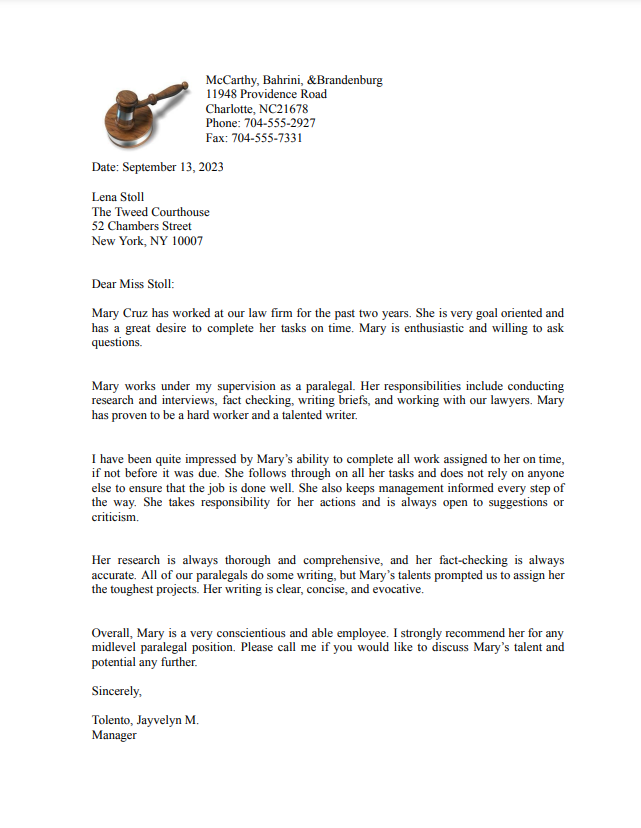 McCarthy, Bahrini, &Brandenburg
11948 Providence Road
Charlotte, NC21678
Phone: 704-555-2927
Fax: 704-555-7331
Date: September 13, 2023
Lena Stoll
The Tweed Courthouse
52 Chambers Street
New York, NY 10007
Dear Miss Stoll:
Mary Cruz has worked at our law firm for the past two years. She is very goal oriented and
has a great desire to complete her tasks on time. Mary is enthusiastic and willing to ask
questions.
Mary works under my supervision as a paralegal. Her responsibilities include conducting
research and interviews, fact checking, writing briefs, and working with our lawyers. Mary
has proven to be a hard worker and a talented writer.
I have been quite impressed by Mary’s ability to complete all work assigned to her on time,
if not before it was due. She follows through on all her tasks and does not rely on anyone
else to ensure that the job is done well. She also keeps management informed every step of
the way. She takes responsibility for her actions and is always open to suggestions or
criticism.
Her research is always thorough and comprehensive, and her fact-checking is always
accurate. All of our paralegals do some writing, but Mary’s talents prompted us to assign her
the toughest projects. Her writing is clear, concise, and evocative.
Overall, Mary is a very conscientious and able employee. I strongly recommend her for any
midlevel paralegal position. Please call me if you would like to discuss Mary’s talent and
potential any further.
Sincerely,
Tolento, Jayvelyn M.
Manager